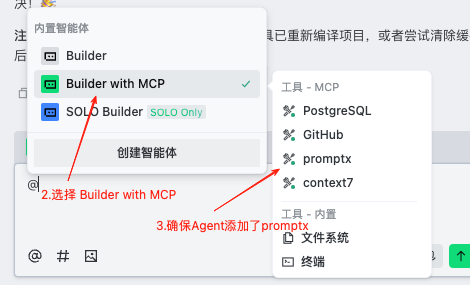 决！🎉
内置智能体
注
具已重新编译项目，或者尝试清除缓
后
Builder
Builder with MCP
SOLO Builder SOLO Only
创建智能体
工具 - MCP
PostgreSQL
GitHub
promptx
context7
工具 - 内置
文件系统
终端
@
2.选择 Builder with MCP
3.确保Agent添加了promptx
@ #